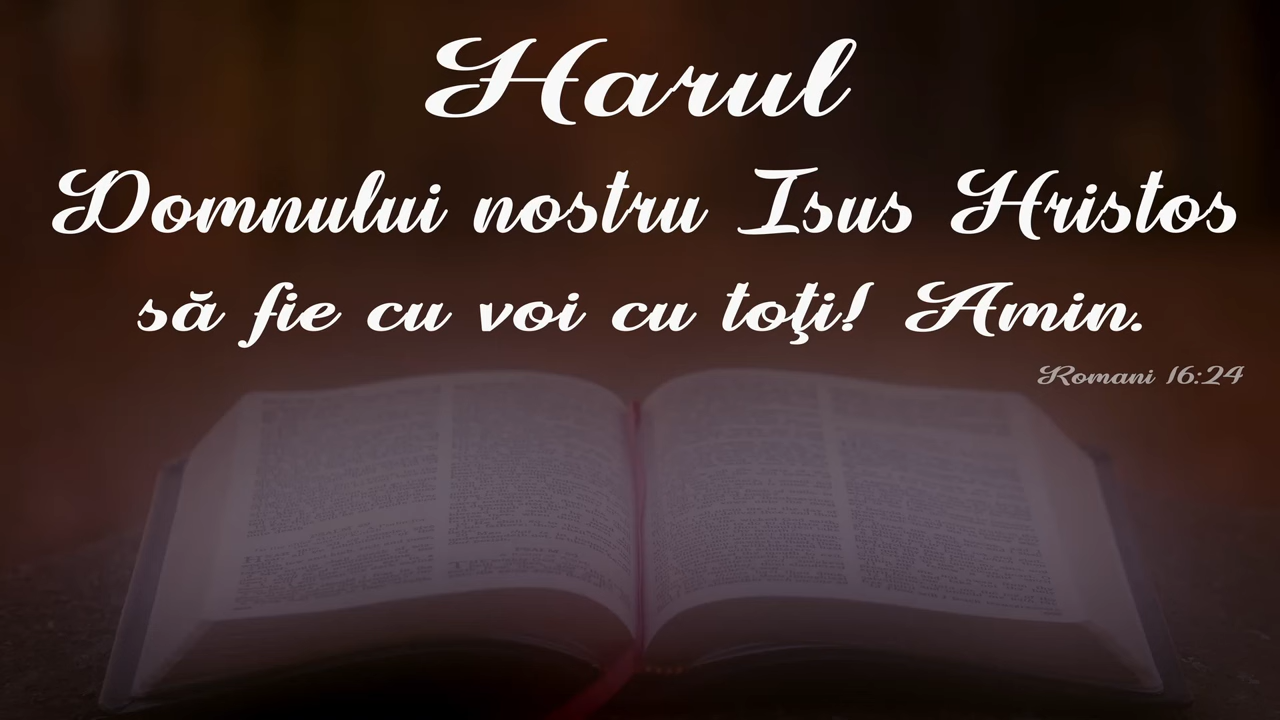 Harul
Domnului nostru Isus Hristos
să fie cu voi cu toţi! Amin.
Romani 16:24